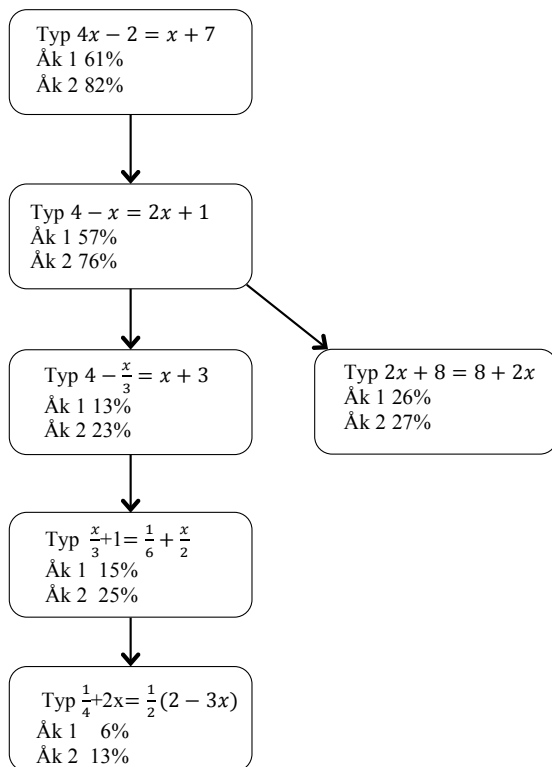 Typ 4x − 2 = x + 7
Åk 1 61%
Åk 2 82%
Typ 4 − x = 2x + 1
Åk 1 57%
Åk 2 76%
Typ 4 − x/3 = x + 3
Åk 1 13%
Åk 2 23%
Typ 2x + 8 = 8 + 2x
Åk 1 26%
Åk 2 27%
Typ x/3+1= 1/6 + x/2
Åk 1 15%
Åk 2 25%
Typ 1/4+2x= 1/2(2 − 3x)
Åk 1 6%
Åk 2 13%